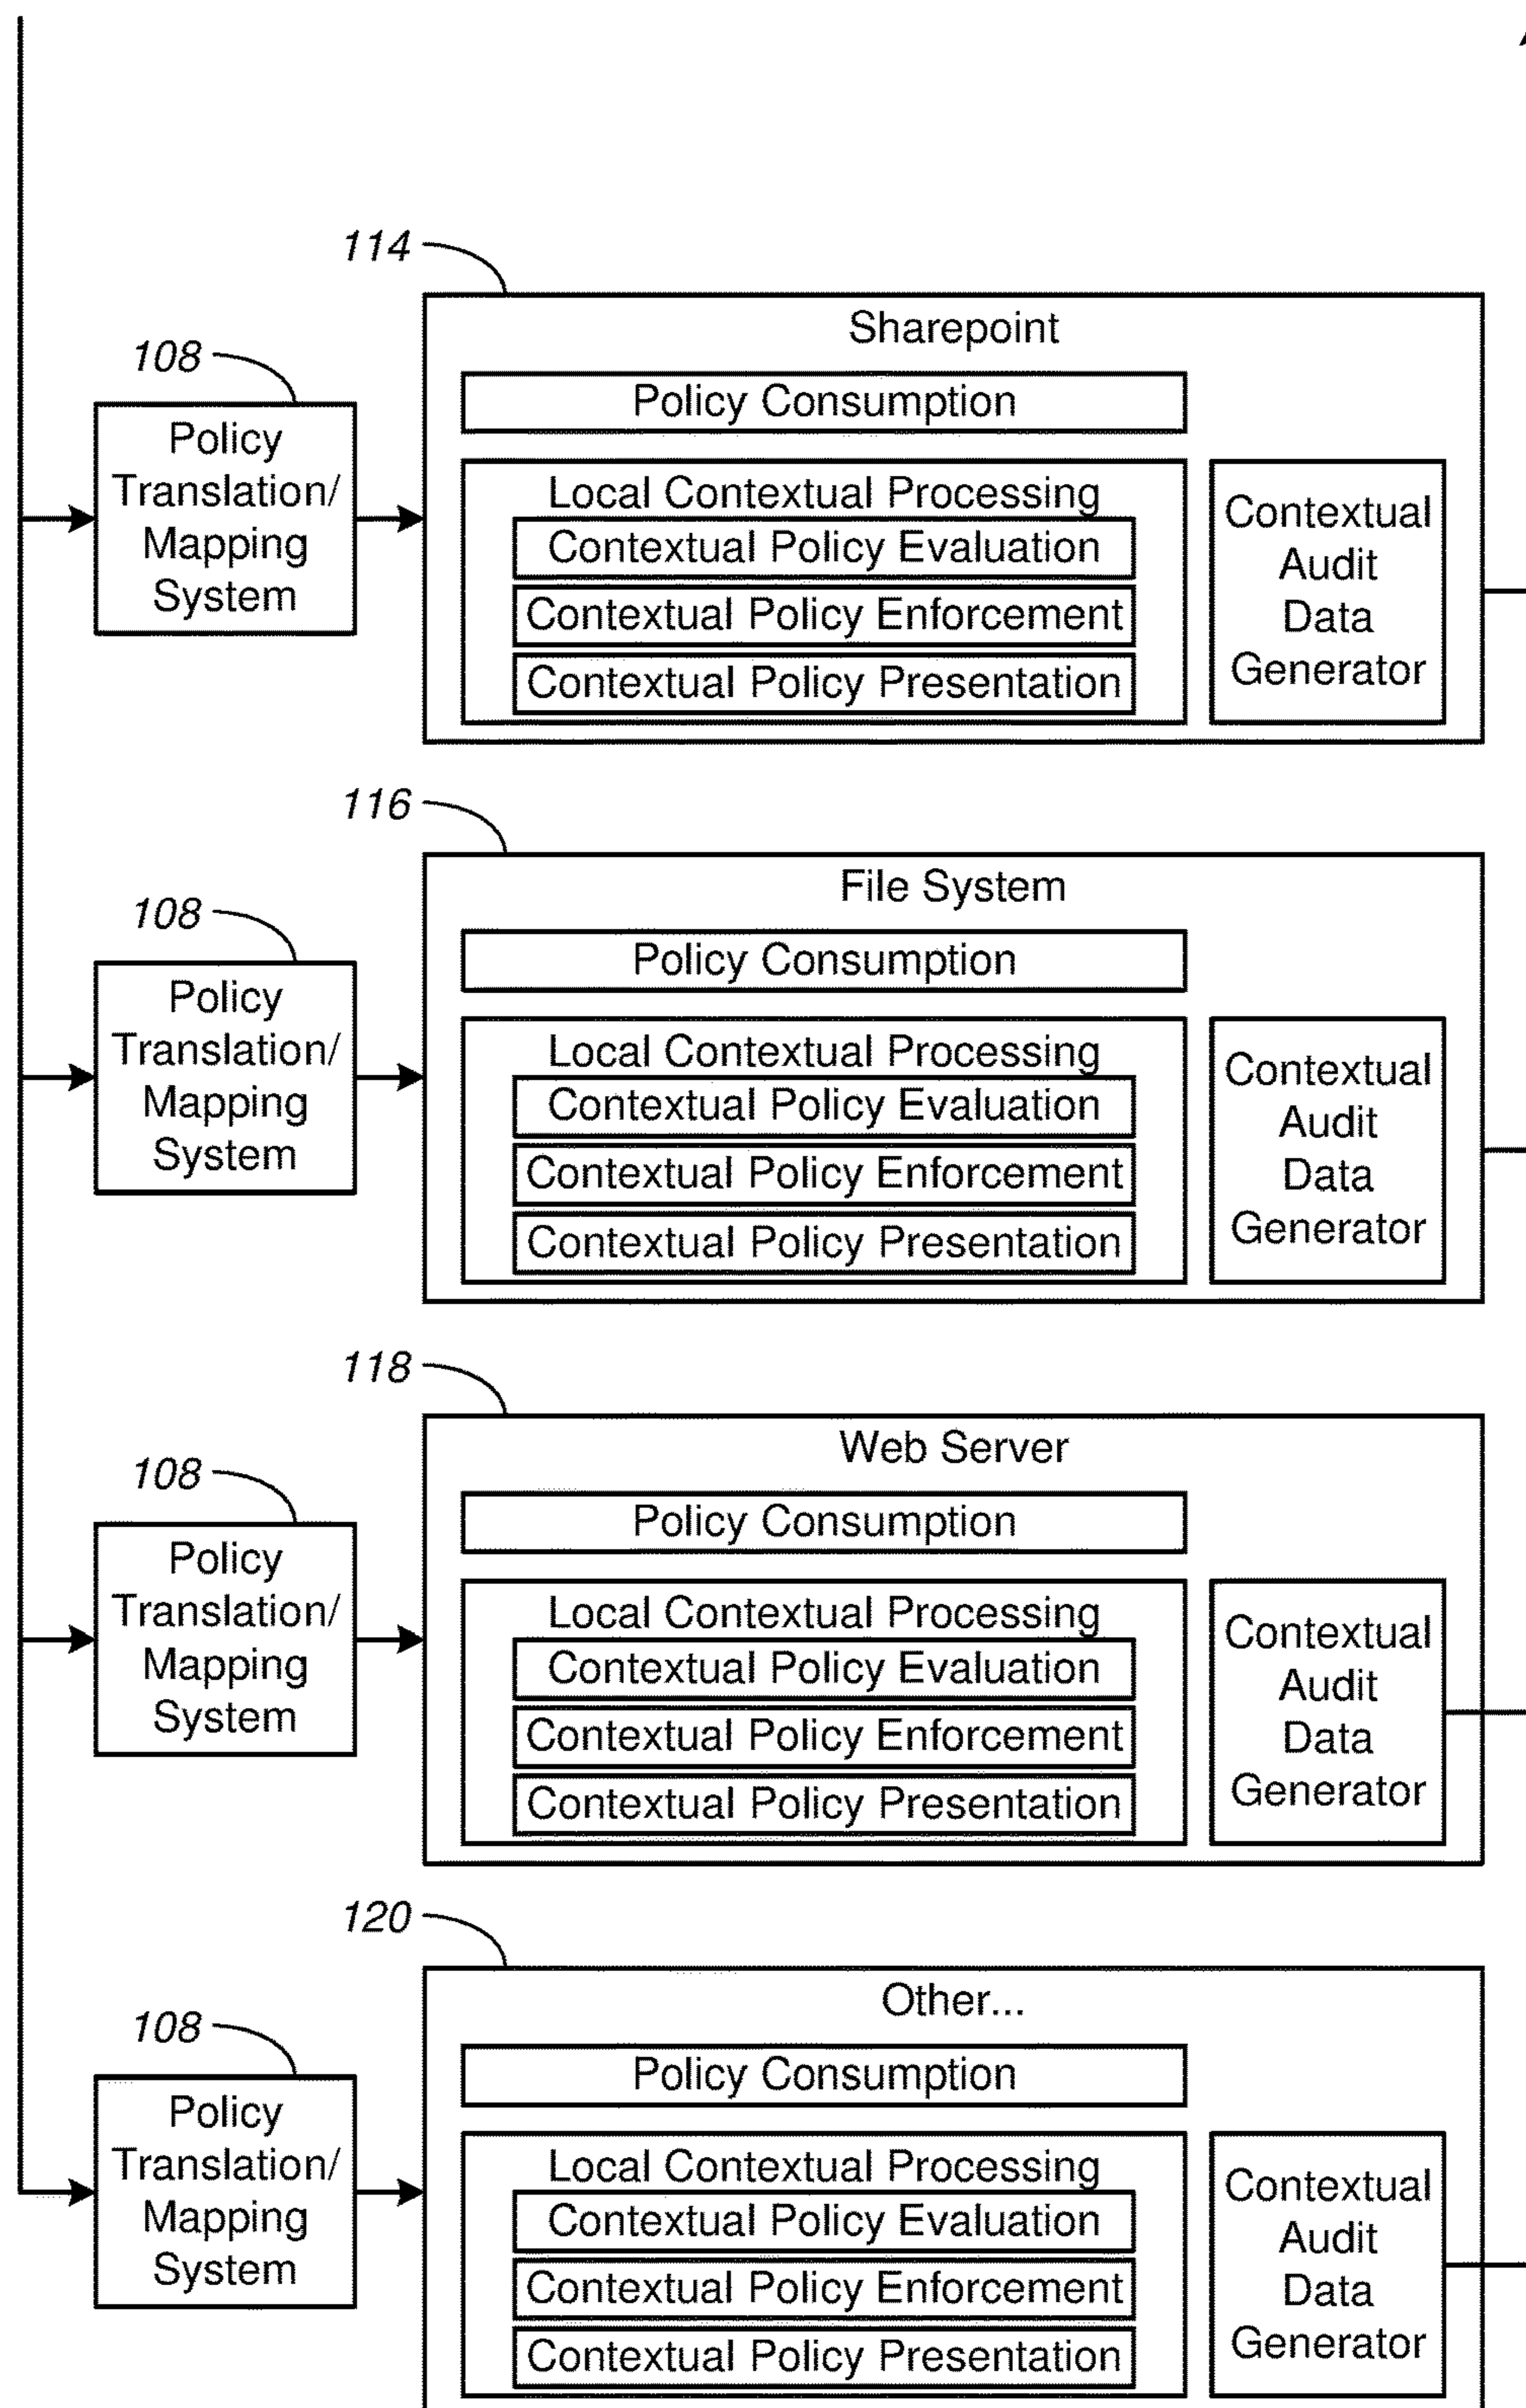 114
Sharepoint
108
Policy Consumption
Policy
Translation/
Mapping
System
Local Contextual Processing
Contextual Policy Evaluation
Contextual Policy Enforcement
Contextual Policy Presentation
Contextual
Audit
Data
Generator
116
File System
108
Policy Consumption
Policy
Translation/
Mapping
System
Local Contextual Processing
Contextual Policy Evaluation
Contextual Policy Enforcement
Contextual Policy Presentation
Contextual
Audit
Data
Generator
118
Web Server
108
Policy Consumption
Policy
Translation/
Mapping
System
Local Contextual Processing
Contextual Policy Evaluation
Contextual Policy Enforcement
Contextual Policy Presentation
Contextual
Audit
Data
Generator
120
Other...
108
Policy Consumption
Policy
Translation/
Mapping
System
Local Contextual Processing
Contextual Policy Evaluation
Contextual Policy Enforcement
Contextual Policy Presentation
Contextual
Audit
Data
Generator